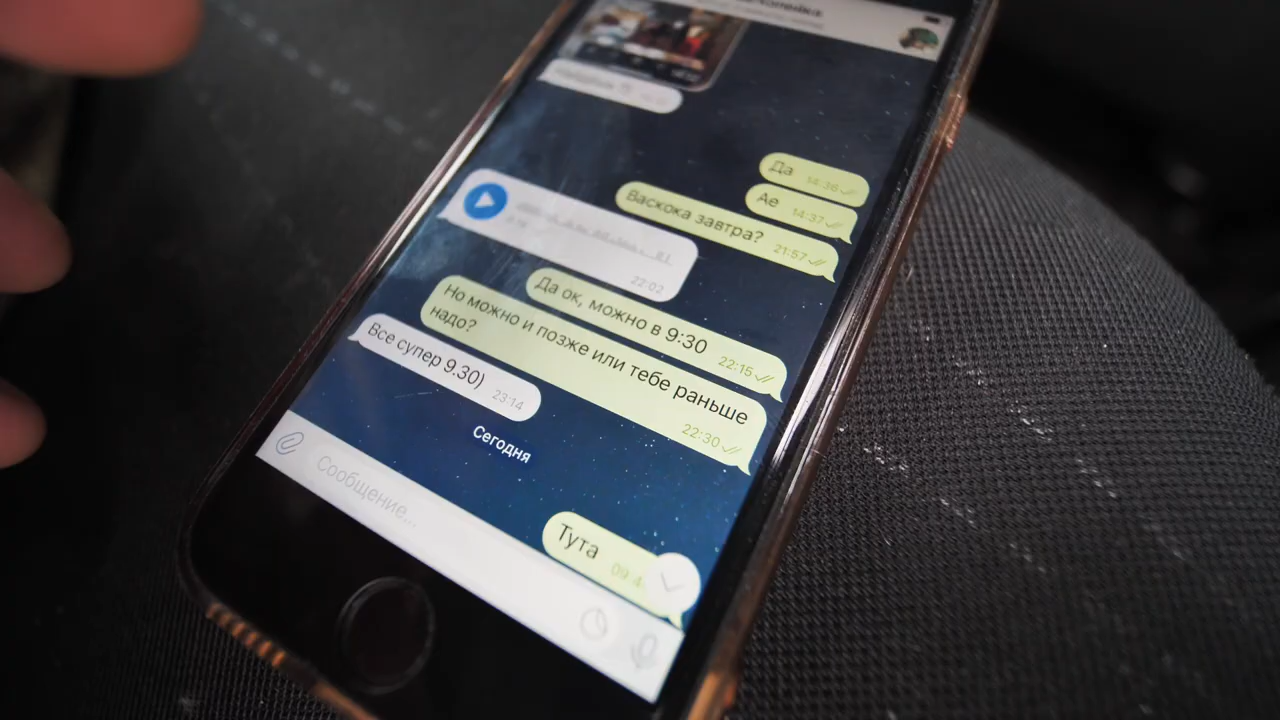 Да 14:36
Ае 14:37
Васкока завтра? 21:57
22:02
Да ок, можно в 9:30 22:15
Но можно и позже или тебе раньше
надо? 22:30
Все супер 9.30) 23:14
Сегодня
Тута
Сообщение...